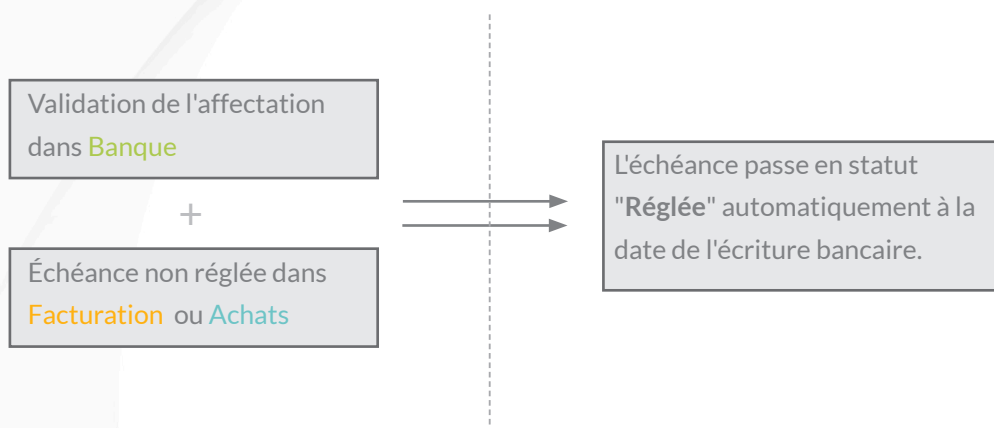 Validation de l'affectation
dans Banque
+
Échéance non réglée dans
Facturation ou Achats
L'échéance passe en statut
"Réglée" automatiquement à la
date de l'écriture bancaire.